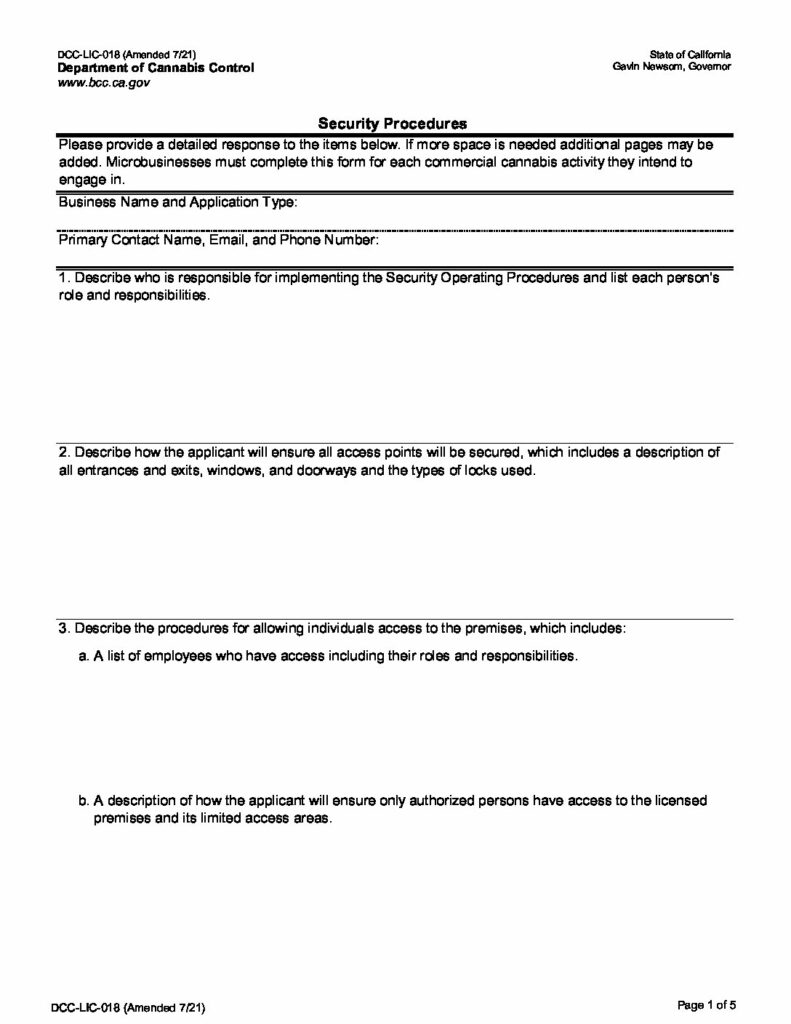 DCC-LIC-018 (Amended 7/21)
State of California
Department of Cannabis Control
Gavin Newsom, Governor
www.bcc.ca.gov
Security Procedures
Please provide a detailed response to the items below. If more space is needed additional pages may be
added. Microbusinesses must complete this form for each commercial cannabis activity they intend to
engage in.
Business Name and Application Type:
Primary Contact Name, Email, and Phone Number:
1. Describe who is responsible for implementing the Security Operating Procedures and list each person's
role and responsibilities.
2. Describe how the applicant will ensure all access points will be secured, which includes a description of
all entrances and exits, windows, and doorways and the types of locks used.
3. Describe the procedures for allowing individuals access to the premises, which includes:
a. A list of employees who have access including their roles and responsibilities.
b. A description of how the applicant will ensure only authorized persons have access to the licensed
premises and its limited access areas.
DCC-LIC-018 (Amended 7/21)
Page 1 of 5